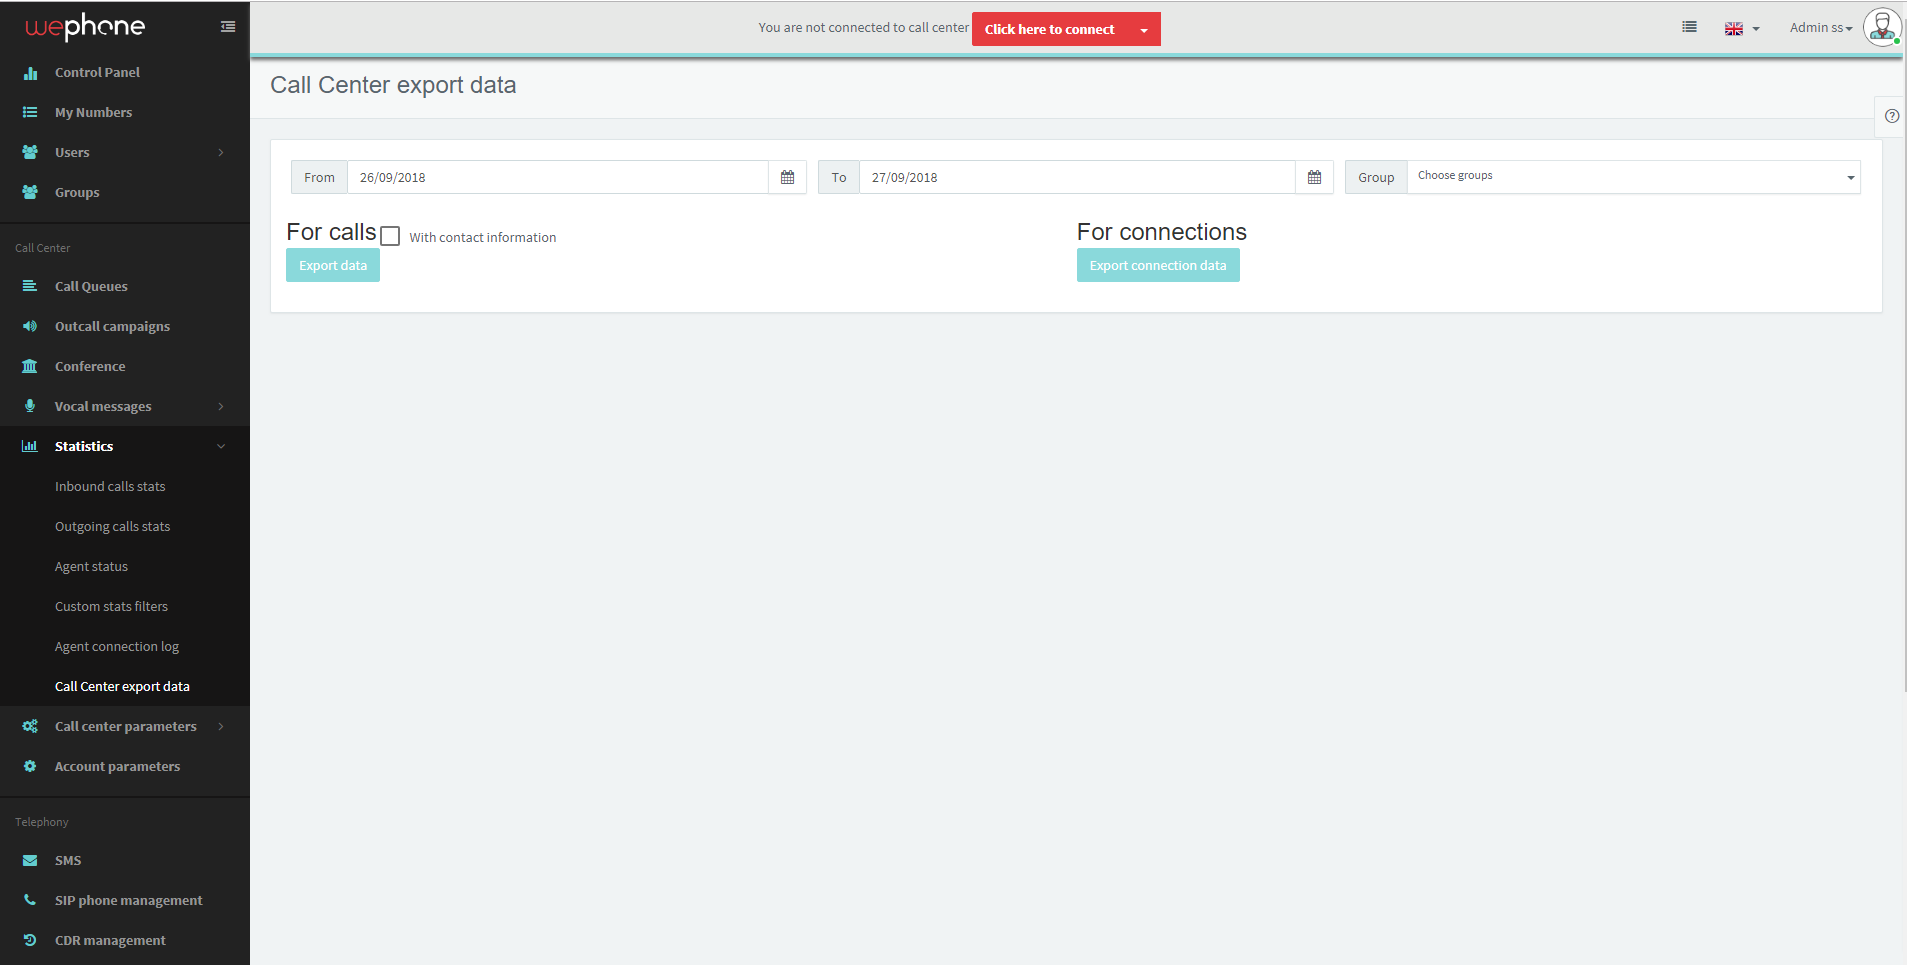 wephone
You are not connected to call center
Click here to connect
Admin ss
Control Panel
My Numbers
Users
Groups
Call Center
Call Queues
Outcall campaigns
Conference
Vocal messages
Statistics
Inbound calls stats
Outgoing calls stats
Agent status
Custom stats filters
Agent connection log
Call Center export data
Call center parameters
Account parameters
Telephony
SMS
SIP phone management
CDR management
Call Center export data
From 26/09/2018
To 27/09/2018
Group Choose groups
For calls With contact information
Export data
For connections
Export connection data